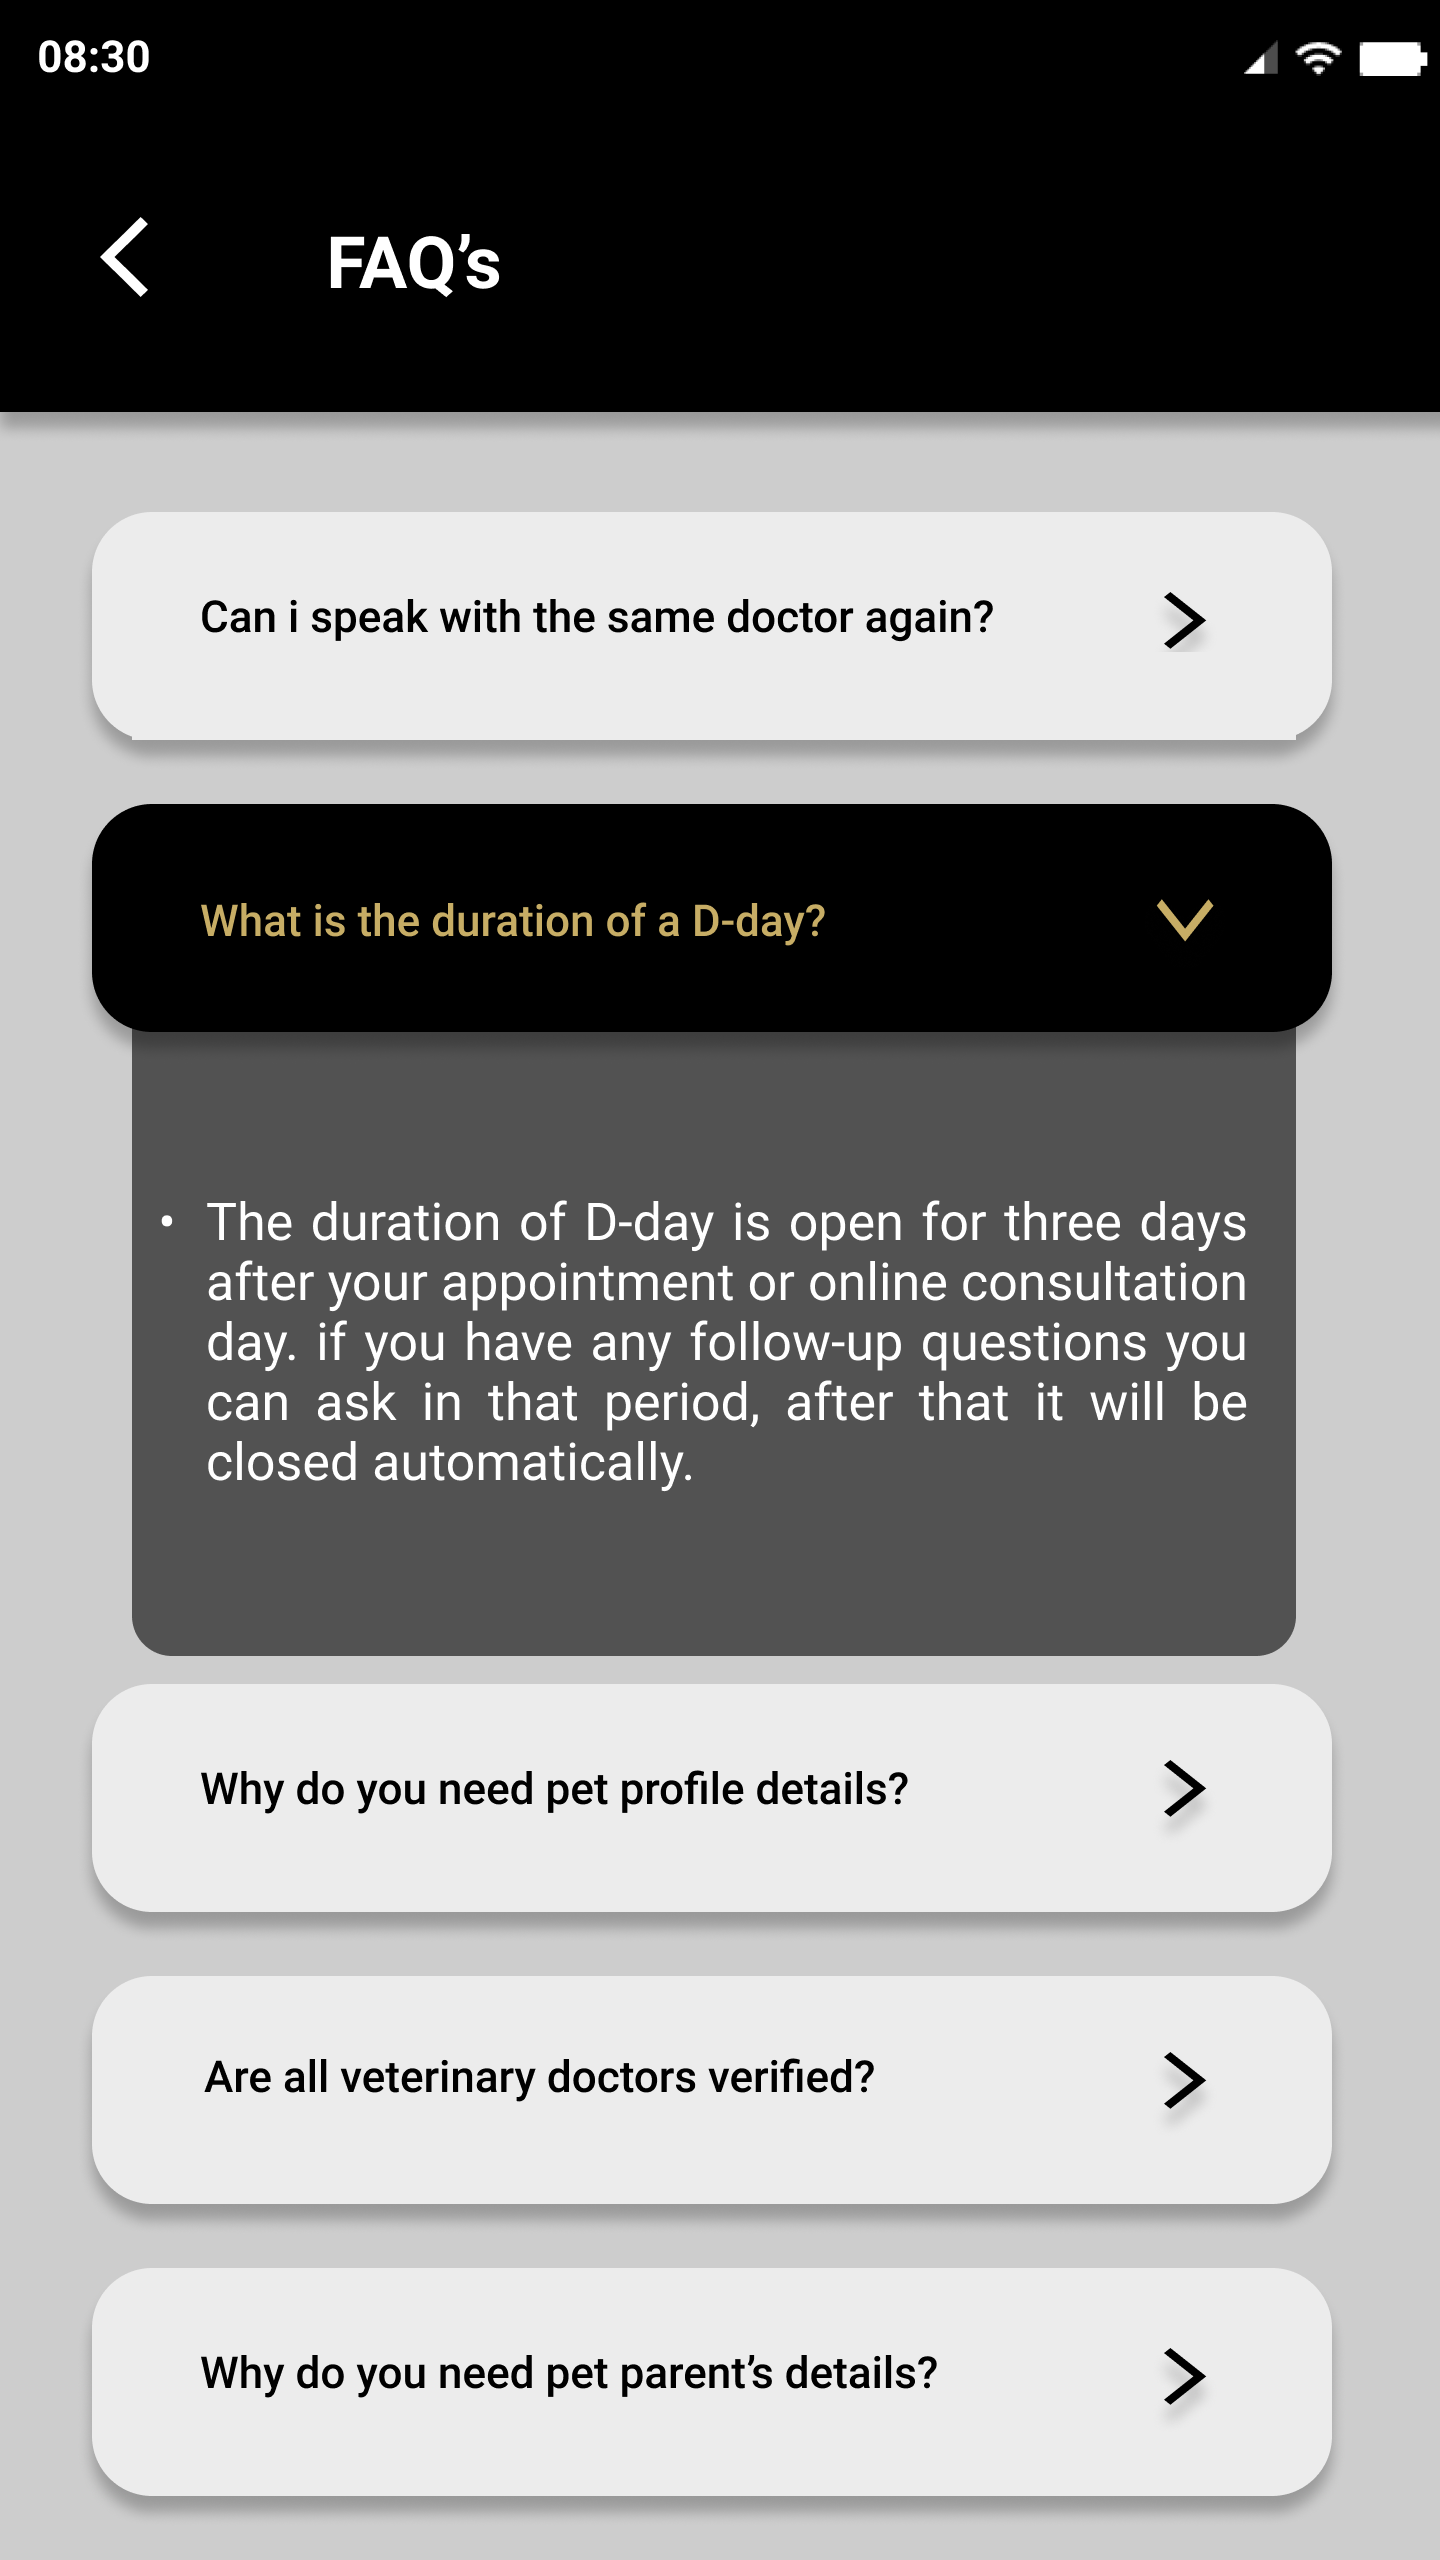 08:30
FAQ’s
Can i speak with the same doctor again?
What is the duration of a D-day?
• The duration of D-day is open for three days
after your appointment or online consultation
day. if you have any follow-up questions you
can ask in that period, after that it will be
closed automatically.
Why do you need pet profile details?
Are all veterinary doctors verified?
Why do you need pet parent’s details?